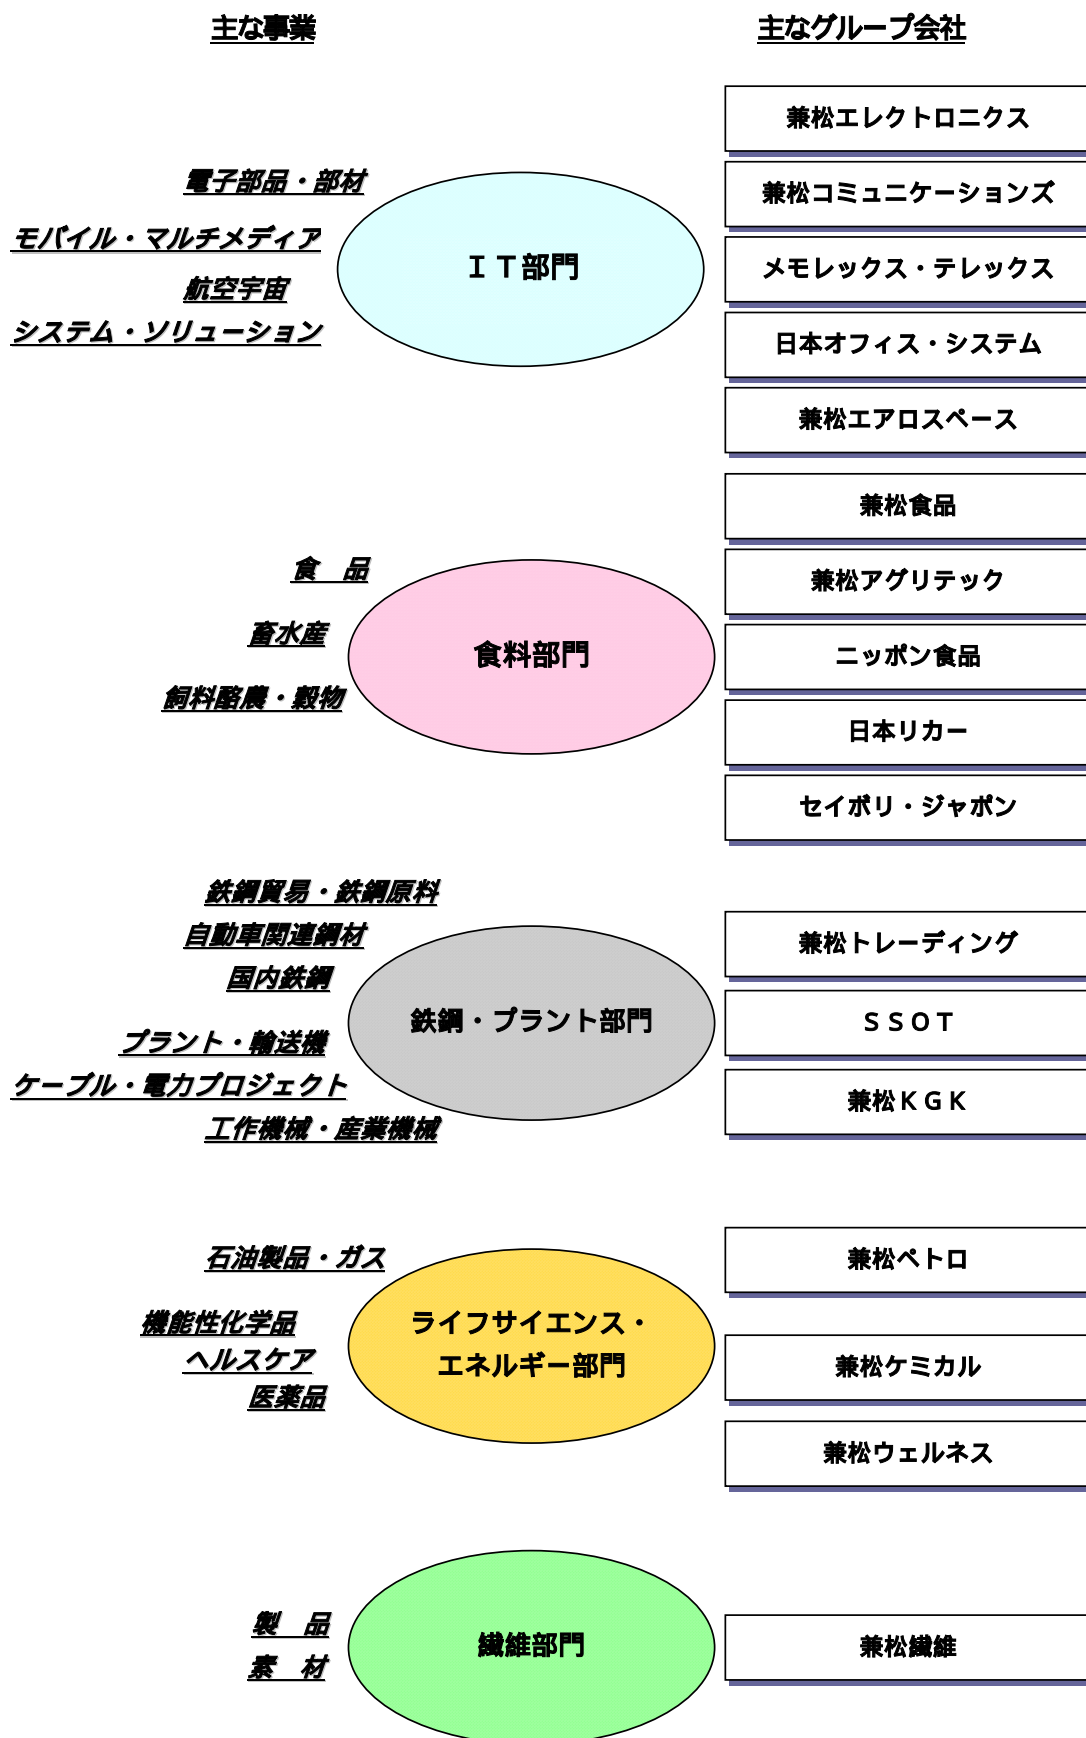 主な事業
主なグループ会社
電子部品・部材
モバイル・マルチメディア
航空宇宙
システム・ソリューション
ＩＴ部門
兼松エレクトロニクス
兼松コミュニケーションズ
メモレックス・テレックス
日本オフィス・システム
兼松エアロスペース
食　品
畜水産
飼料酪農・穀物
食料部門
兼松食品
兼松アグリテック
ニッポン食品
日本リカー
セイボリ・ジャポン
鉄鋼貿易・鉄鋼原料
自動車関連鋼材
国内鉄鋼
プラント・輸送機
ケーブル・電力プロジェクト
工作機械・産業機械
鉄鋼・プラント部門
兼松トレーディング
ＳＳＯＴ
兼松ＫＧＫ
石油製品・ガス
機能性化学品
ヘルスケア
医薬品
ライフサイエンス・
エネルギー部門
兼松ペトロ
兼松ケミカル
兼松ウェルネス
製　品
素　材
繊維部門
兼松繊維